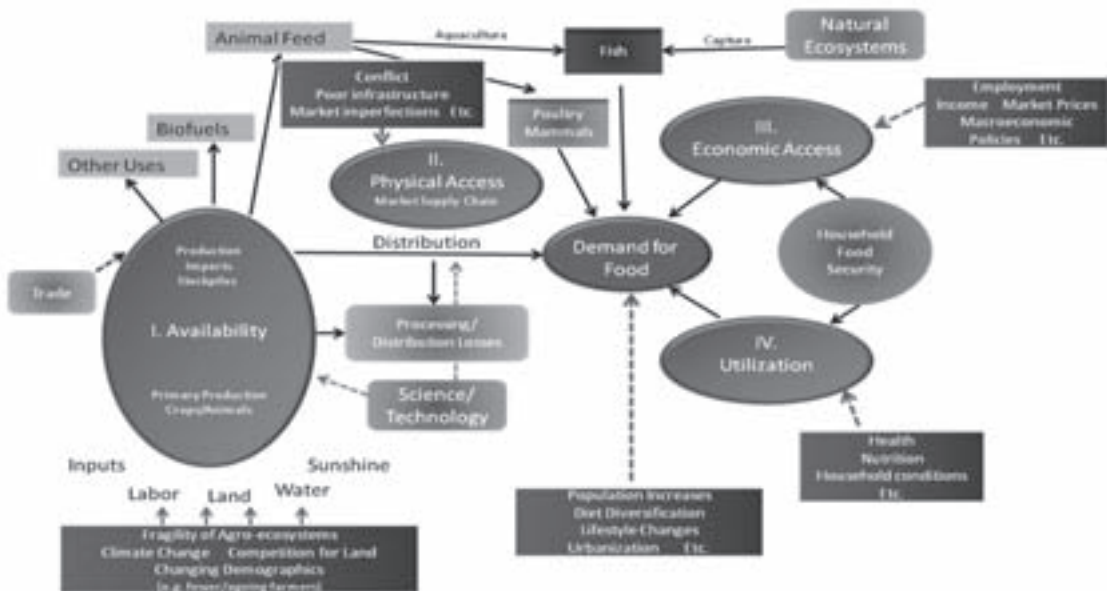 Animal Feed
Aquaculture
Fish
Capture
Natural
Ecosystems
Conflict
Poor infrastructure
Market imperfections Etc.
Poultry
Mammals
Employment
Income Market Prices
Macroeconomic
Policies Etc.
III.
Economic Access
Biofuels
Other Uses
II.
Physical Access
Market Supply Chain
Distribution
Demand for
Food
Household
Food
Security
Production
Imports
Stockpiles
Trade
I. Availability
Processing/
Distribution Losses
IV.
Utilization
Primary Production
Crops/Animals
Science/
Technology
Inputs
Sunshine
Labor
Land
Water
Health
Nutrition
Household conditions
Etc.
Population Increases
Diet Diversification
Lifestyle Changes
Urbanization Etc.
Fragility of Agro-ecosystems
Climate Change Competition for Land
Changing Demographics
(e.g. fewer/ageing farmers)